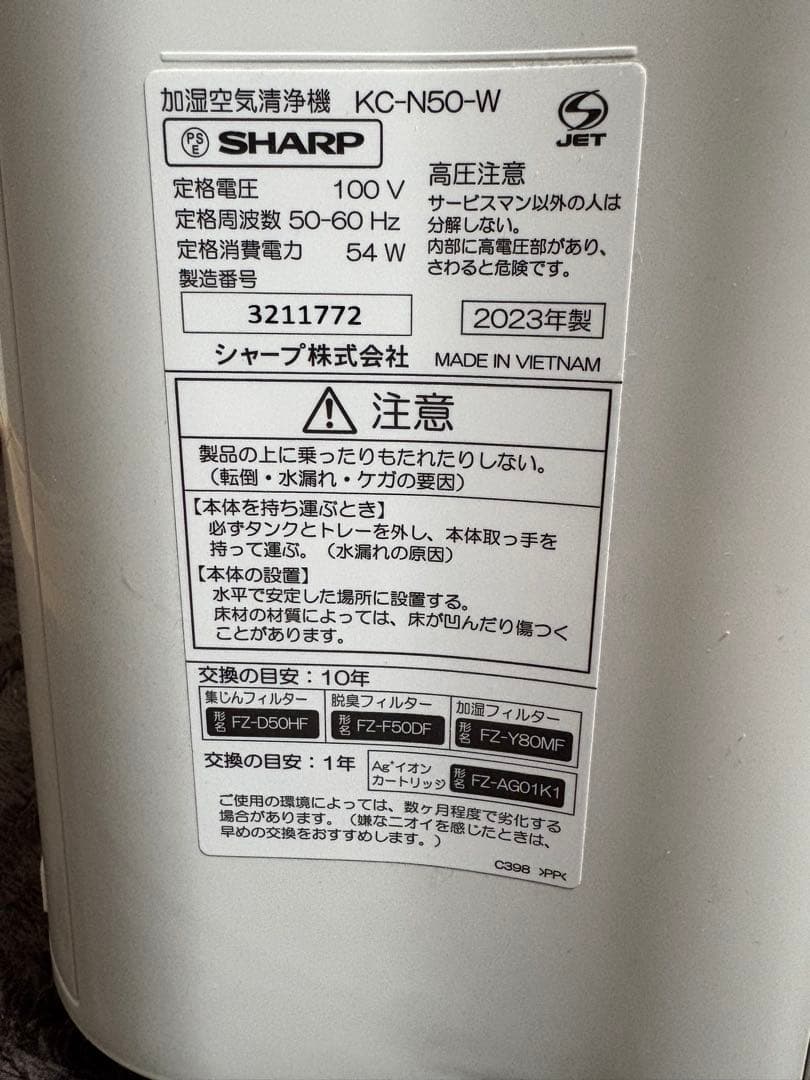 加湿空気清浄機 KC-N50-W
PS E SHARP
JET
定格電圧 100 V
定格周波数 50-60 Hz
定格消費電力 54 W
製造番号
3211772
高圧注意
サービスマン以外の人は
分解しない。
内部に高電圧部があり、
さわると危険です。
2023年製
シャープ株式会社 MADE IN VIETNAM
注意
製品の上に乗ったりもたれたりしない。
（転倒・水漏れ・ケガの要因）
【本体を持ち運ぶとき】
必ずタンクとトレーを外し、本体取っ手を
持って運ぶ。（水漏れの原因）
【本体の設置】
水平で安定した場所に設置する。
床材の材質によっては、床が凹んだり傷つく
ことがあります。
交換の目安：10年
集じんフィルター
形名 FZ-D50HF
脱臭フィルター
形名 FZ-F50DF
加湿フィルター
形名 FZ-Y80MF
交換の目安：1年
Ag⁺イオン
カートリッジ
形名 FZ-AG01K1
ご使用の環境によっては、数ヶ月程度で劣化する
場合があります。（嫌なニオイを感じたときは、
早めの交換をおすすめします。）
C398 >PP<